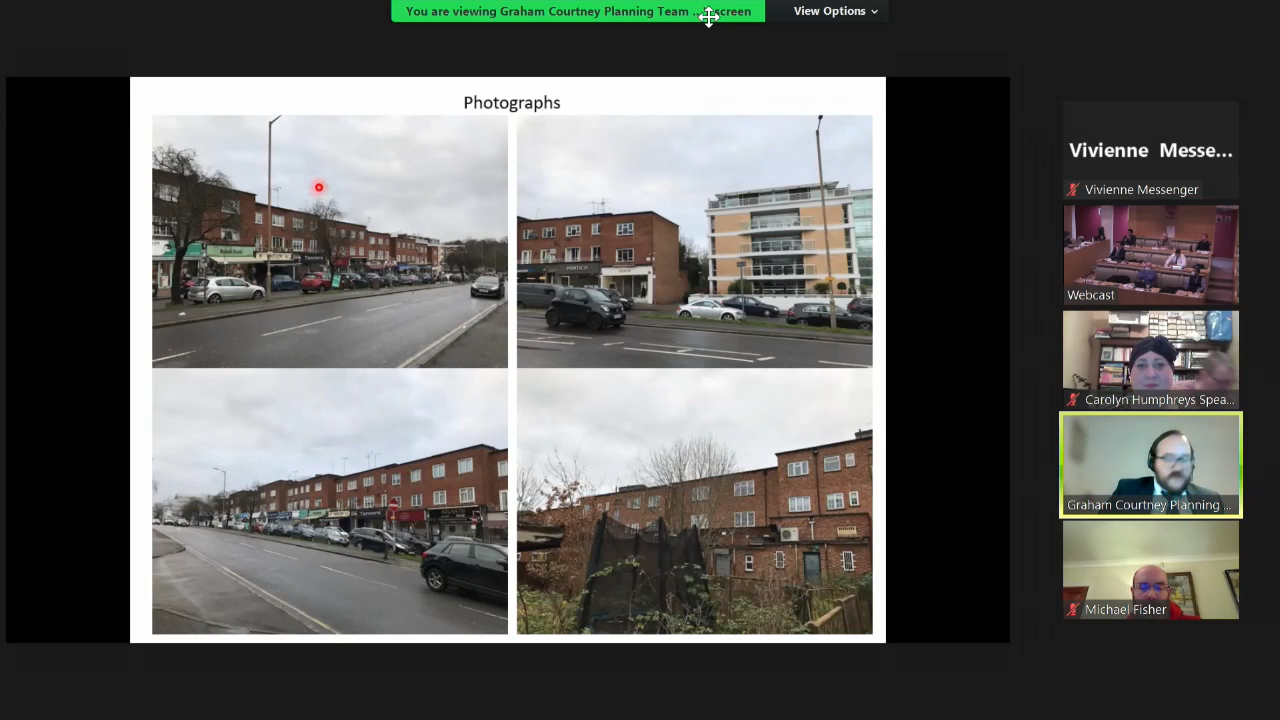 You are viewing Graham Courtney Planning Team ... screen
View Options
Photographs
Vivienne Messe...
Vivienne Messenger
Webcast
Carolyn Humphreys Spea...
Graham Courtney Planning ...
Michael Fisher